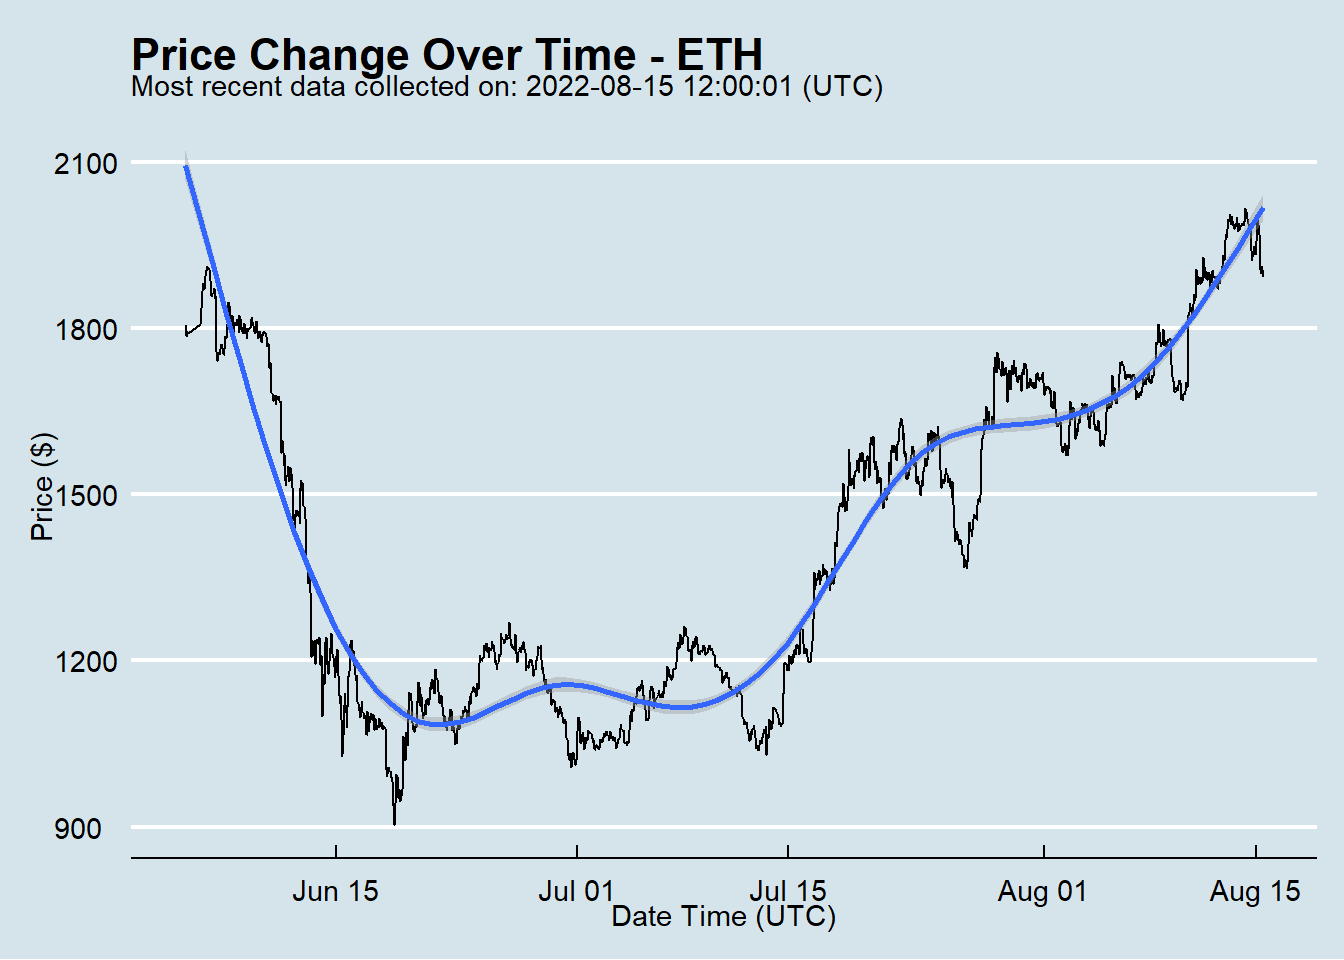 Price Change Over Time - ETH
Most recent data collected on: 2022-08-15 12:00:01 (UTC)
2100
1800
1500
1200
900
Price ($)
Jun 15 Jul 01 Jul 15 Aug 01 Aug 15
Date Time (UTC)